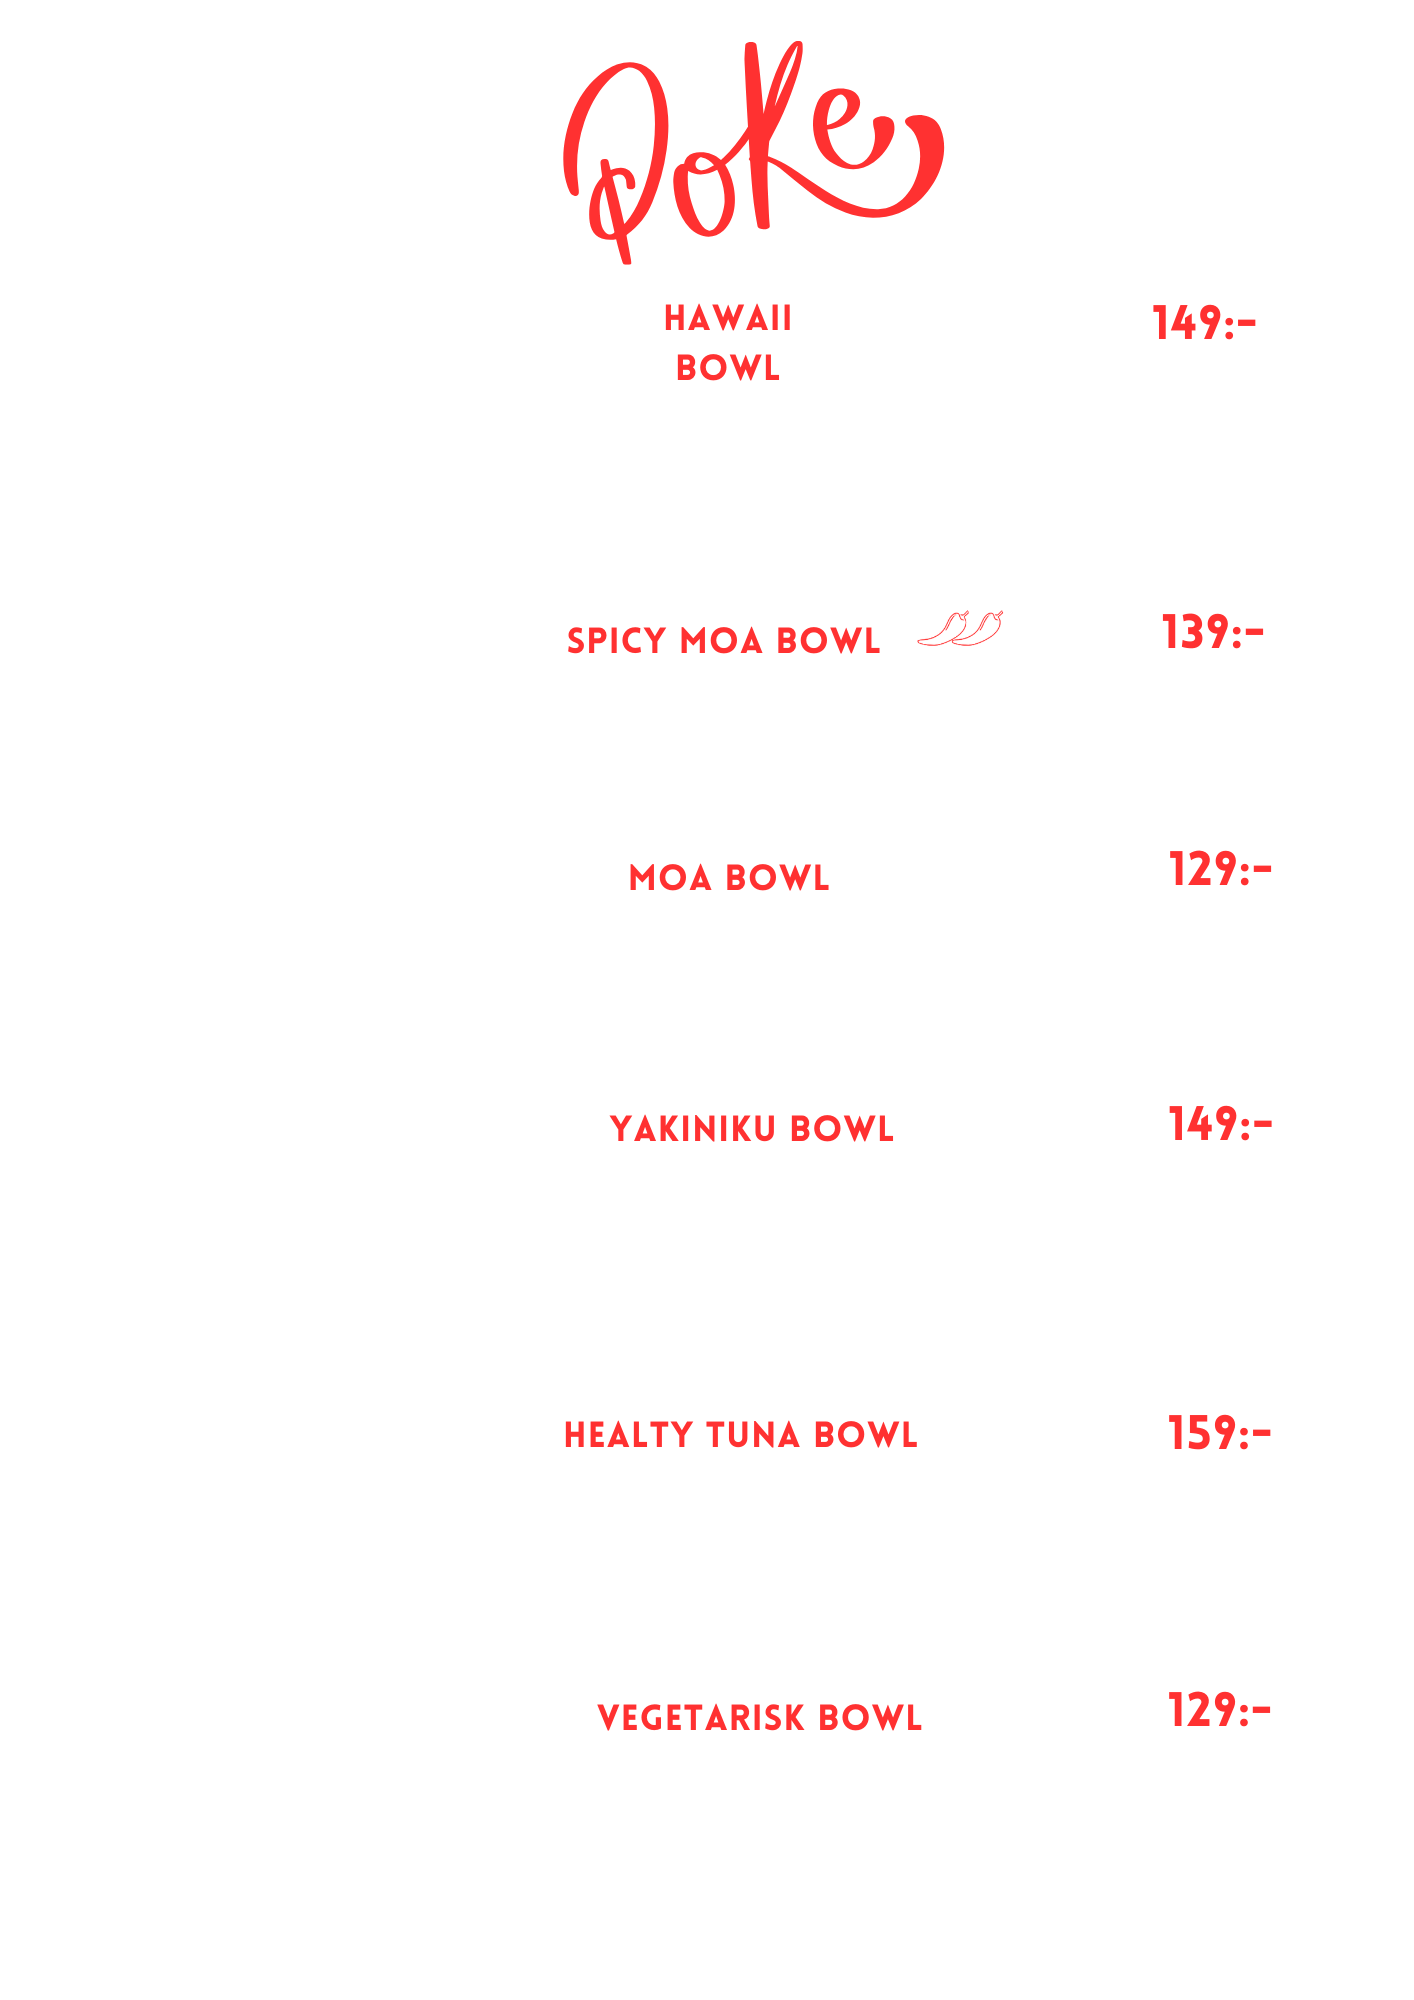 Poke
HAWAII
BOWL
149:-
SPICY MOA BOWL
139:-
MOA BOWL
129:-
YAKINIKU BOWL
149:-
HEALTY TUNA BOWL
159:-
VEGETARISK BOWL
129:-